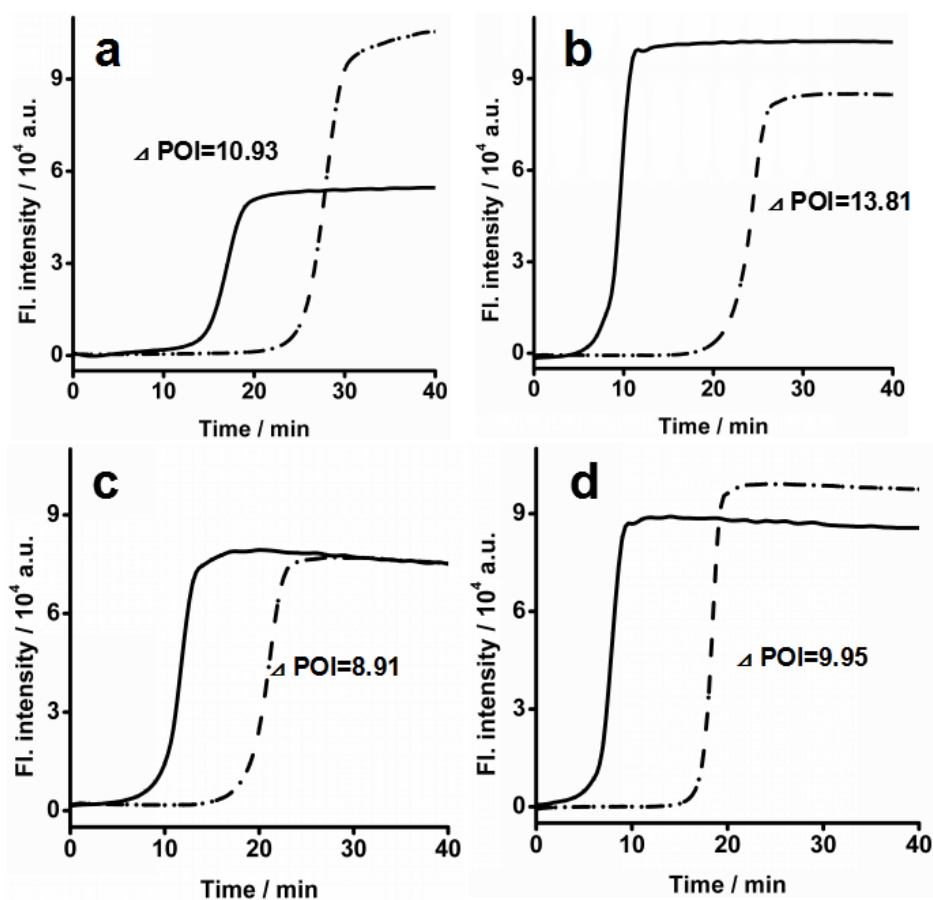 a
Fl. intensity / 10⁴ a.u.
9
6
3
0
⊿ POI=10.93
0 10 20 30 40
Time / min
b
Fl. intensity / 10⁴ a.u.
9
6
3
0
⊿ POI=13.81
0 10 20 30 40
Time / min
c
Fl. intensity / 10⁴ a.u.
9
6
3
0
⊿ POI=8.91
0 10 20 30 40
Time / min
d
Fl. intensity / 10⁴ a.u.
9
6
3
0
⊿ POI=9.95
0 10 20 30 40
Time / min